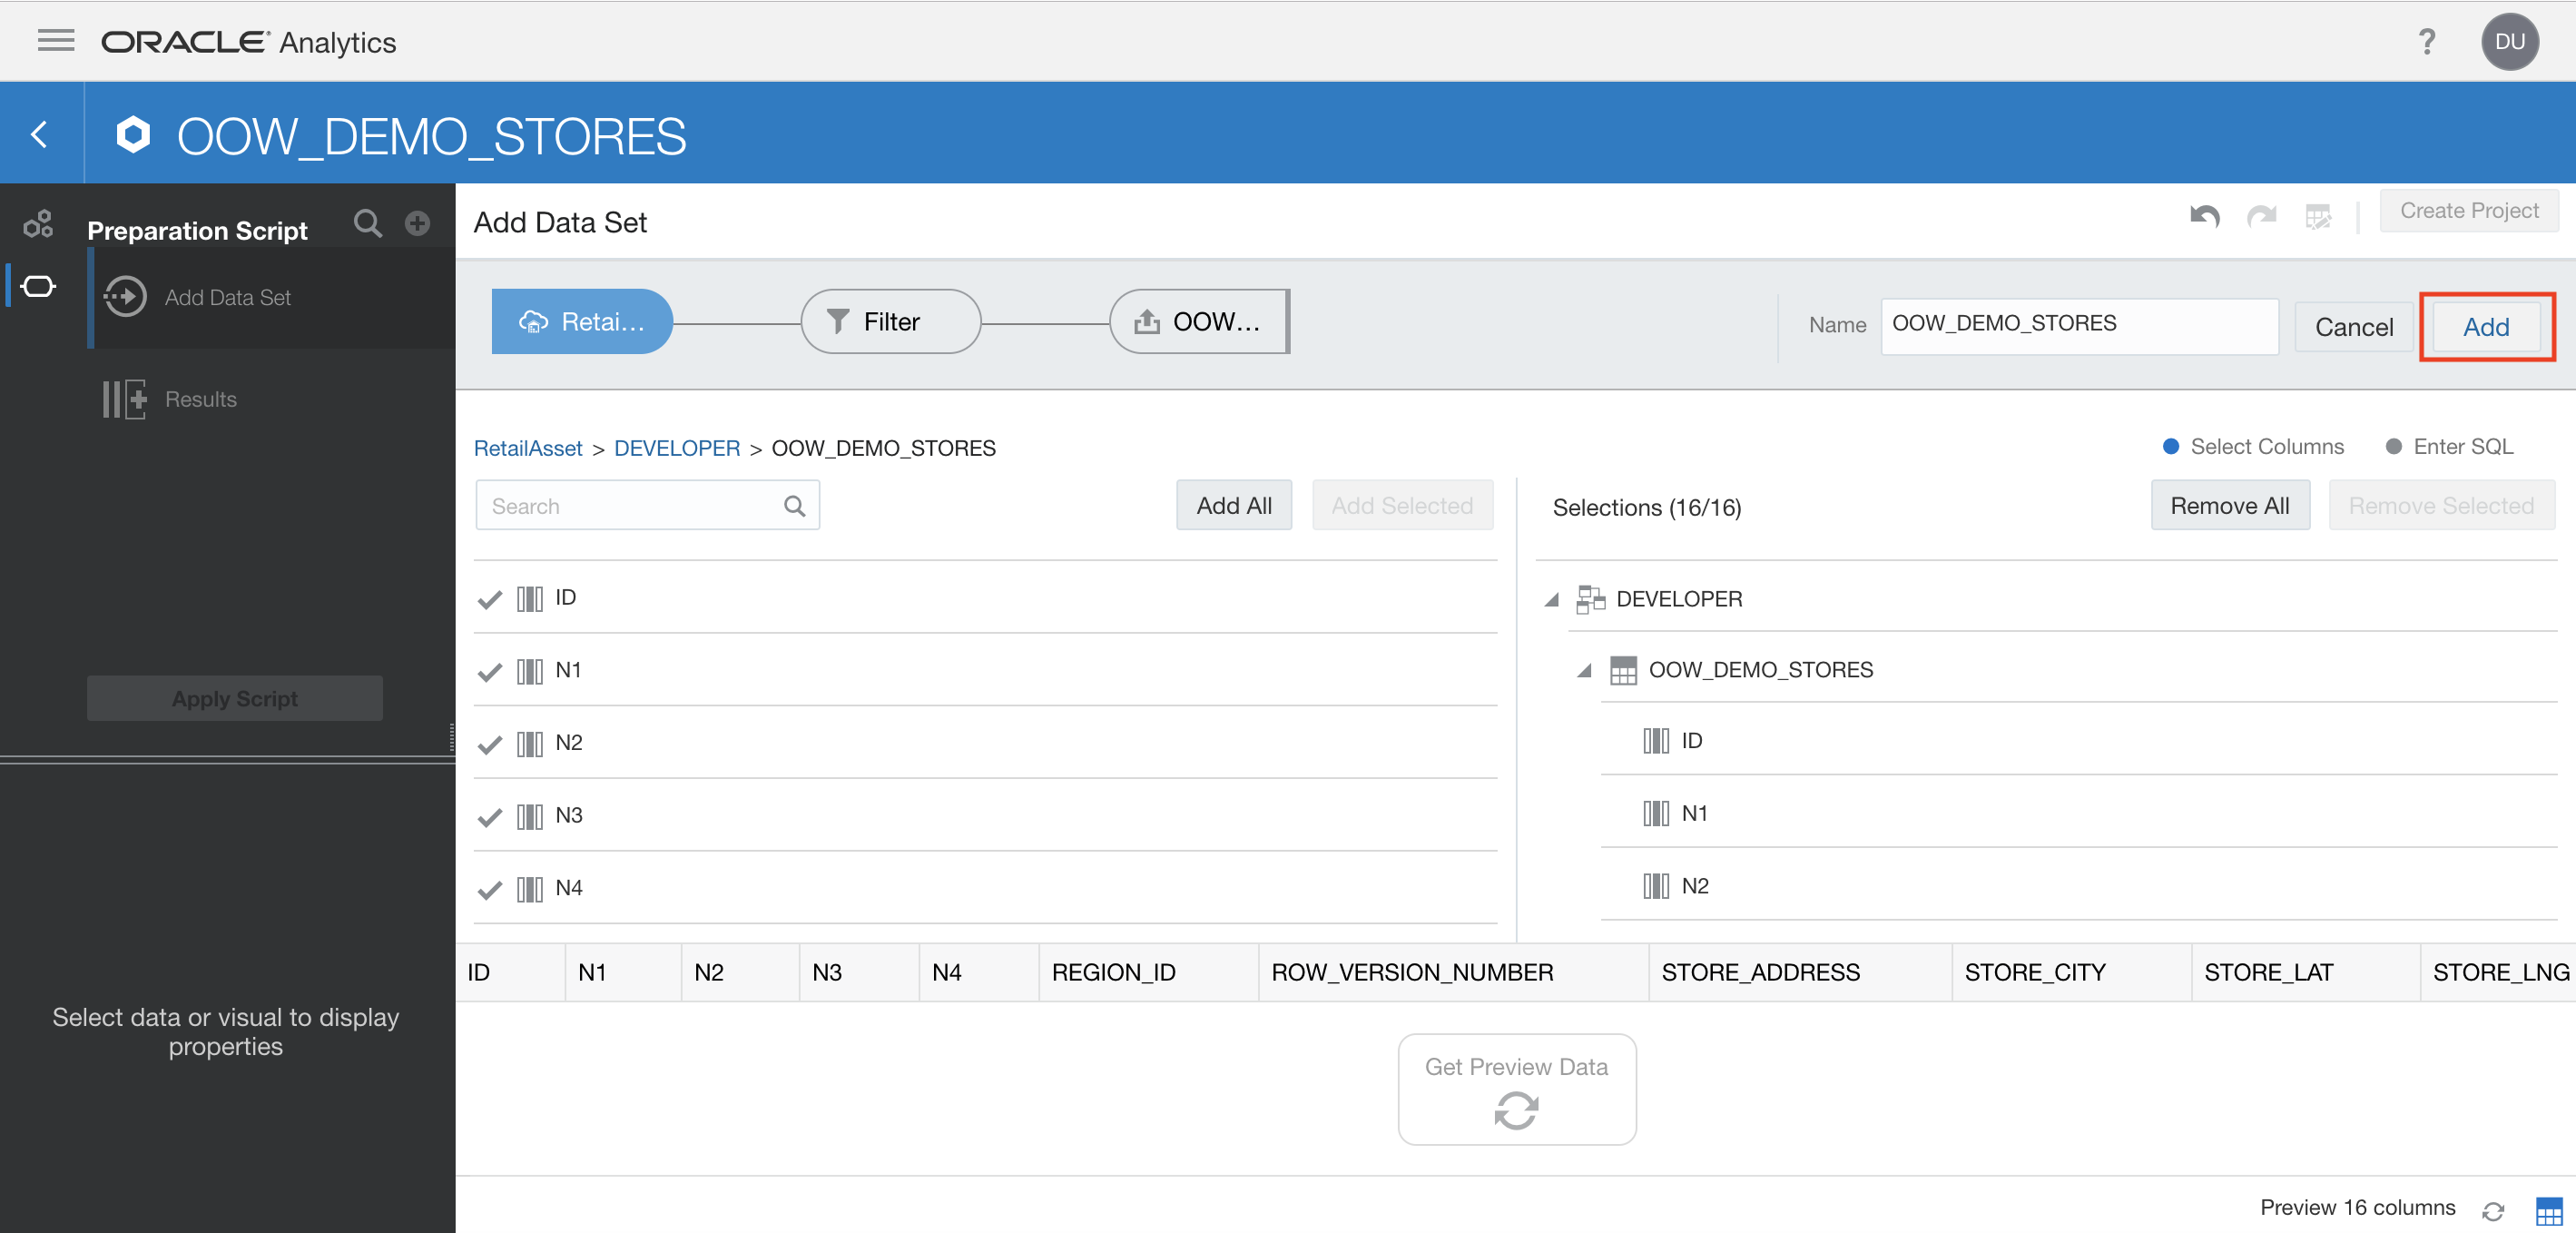 ORACLE Analytics
?
DU
OOW_DEMO_STORES
Preparation Script
Add Data Set
Results
Apply Script
Select data or visual to display
properties
Add Data Set
Create Project
Retai...
Filter
OOW...
Name
OOW_DEMO_STORES
Cancel
Add
RetailAsset > DEVELOPER > OOW_DEMO_STORES
Select Columns
Enter SQL
Search
Add All
Add Selected
Selections (16/16)
Remove All
Remove Selected
ID
N1
N2
N3
N4
DEVELOPER
OOW_DEMO_STORES
ID
N1
N2
ID N1 N2 N3 N4 REGION_ID ROW_VERSION_NUMBER STORE_ADDRESS STORE_CITY STORE_LAT STORE_LNG
Get Preview Data
Preview 16 columns